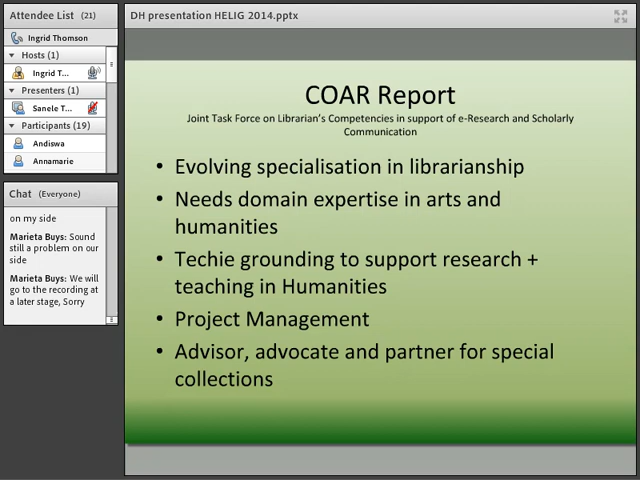 Attendee List (21)
Ingrid Thomson
Hosts (1)
Ingrid T...
Presenters (1)
Sanele T...
Participants (19)
Andiswa
Annamarie
Chat (Everyone)
on my side
Marieta Buys: Sound
still a problem on our
side
Marieta Buys: We will
go to the recording at
a later stage, Sorry
DH presentation HELIG 2014.pptx
COAR Report
Joint Task Force on Librarian's Competencies in support of e-Research and Scholarly
Communication
• Evolving specialisation in librarianship
• Needs domain expertise in arts and
humanities
• Techie grounding to support research +
teaching in Humanities
• Project Management
• Advisor, advocate and partner for special
collections